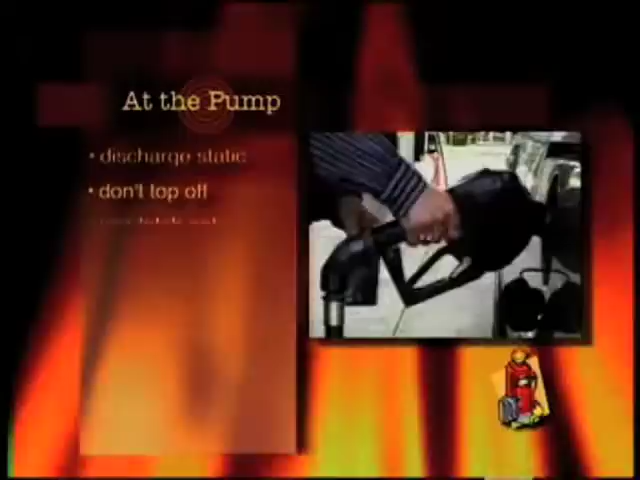 At the Pump
• discharge static
• don't top off